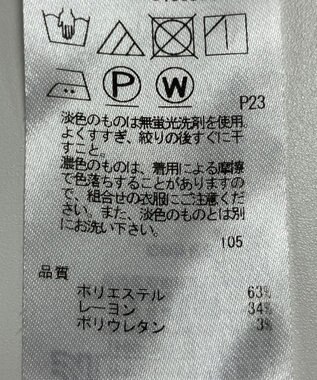 P
W
P23
淡色のものは無蛍光洗剤を使用、
よくすすぎ、絞りの後すぐに干
すこと。
濃色のものは、着用による摩擦
で色落ちすることがありますの
で、組合せの衣服にご注意くだ
さい。また、淡色のものとは別
にお洗い下さい。
105
品質
ポリエステル 63%
レーヨン 34%
ポリウレタン 3%